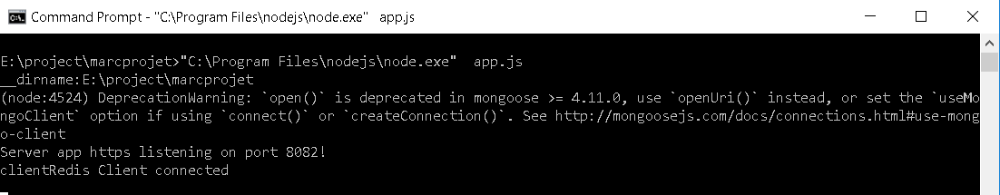 Command Prompt - "C:\Program Files\nodejs\node.exe"  app.js
E:\project\marcprojet>"C:\Program Files\nodejs\node.exe"  app.js
__dirname:E:\project\marcprojet
(node:4524) DeprecationWarning: `open()` is deprecated in mongoose >= 4.11.0, use `openUri()` instead, or set the `useMo
ngoClient` option if using `connect()` or `createConnection()`. See http://mongoosejs.com/docs/connections.html#use-mong
o-client
Server app https listening on port 8082!
clientRedis Client connected